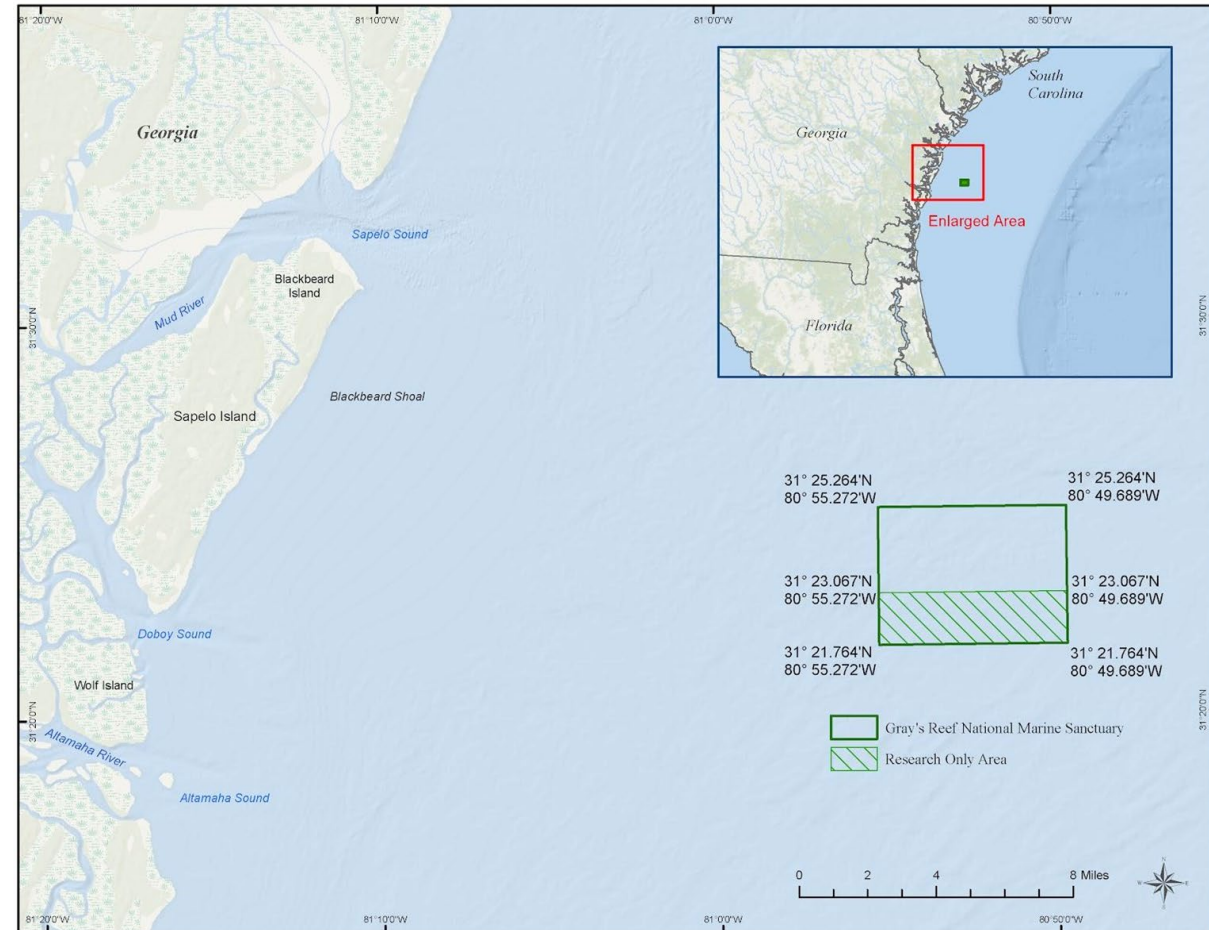 81°20'0"W
81°10'0"W
81°0'0"W
80°50'0"W
South
Carolina
Georgia
Georgia
Enlarged Area
Florida
Sapelo Sound
Blackbeard
Island
Mud River
31°30'0"N
31°30'0"N
Blackbeard Shoal
Sapelo Island
31° 25.264'N
80° 55.272'W
31° 25.264'N
80° 49.689'W
31° 23.067'N
80° 55.272'W
31° 23.067'N
80° 49.689'W
31° 21.764'N
80° 55.272'W
31° 21.764'N
80° 49.689'W
Doboy Sound
Wolf Island
31°20'0"N
31°20'0"N
Altamaha River
Altamaha Sound
Gray's Reef National Marine Sanctuary
Research Only Area
0 2 4 8 Miles
N
W E
S
81°20'0"W
81°10'0"W
81°0'0"W
80°50'0"W